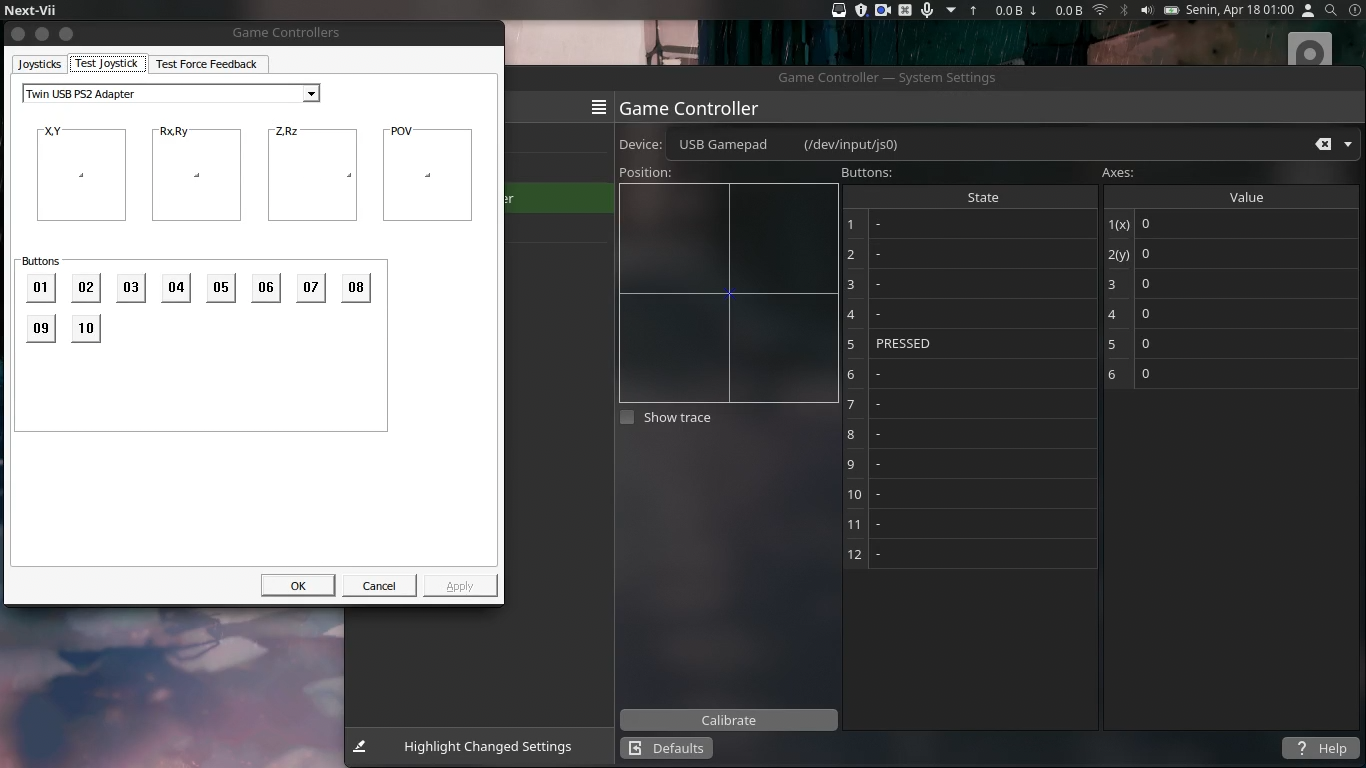 Next-Vii
0.0 B
0.0 B
Senin, Apr 18 01:00
Game Controllers
Joysticks
Test Joystick
Test Force Feedback
Twin USB PS2 Adapter
X,Y
Rx,Ry
Z,Rz
POV
Buttons
01 02 03 04 05 06 07 08
09 10
OK
Cancel
Apply
Game Controller — System Settings
er
Highlight Changed Settings
Game Controller
Device:
USB Gamepad (/dev/input/js0)
Position:
Show trace
Calibrate
Buttons:
State
1 -
2 -
3 -
4 -
5 PRESSED
6 -
7 -
8 -
9 -
10 -
11 -
12 -
Axes:
Value
1(x) 0
2(y) 0
3 0
4 0
5 0
6 0
Defaults
? Help